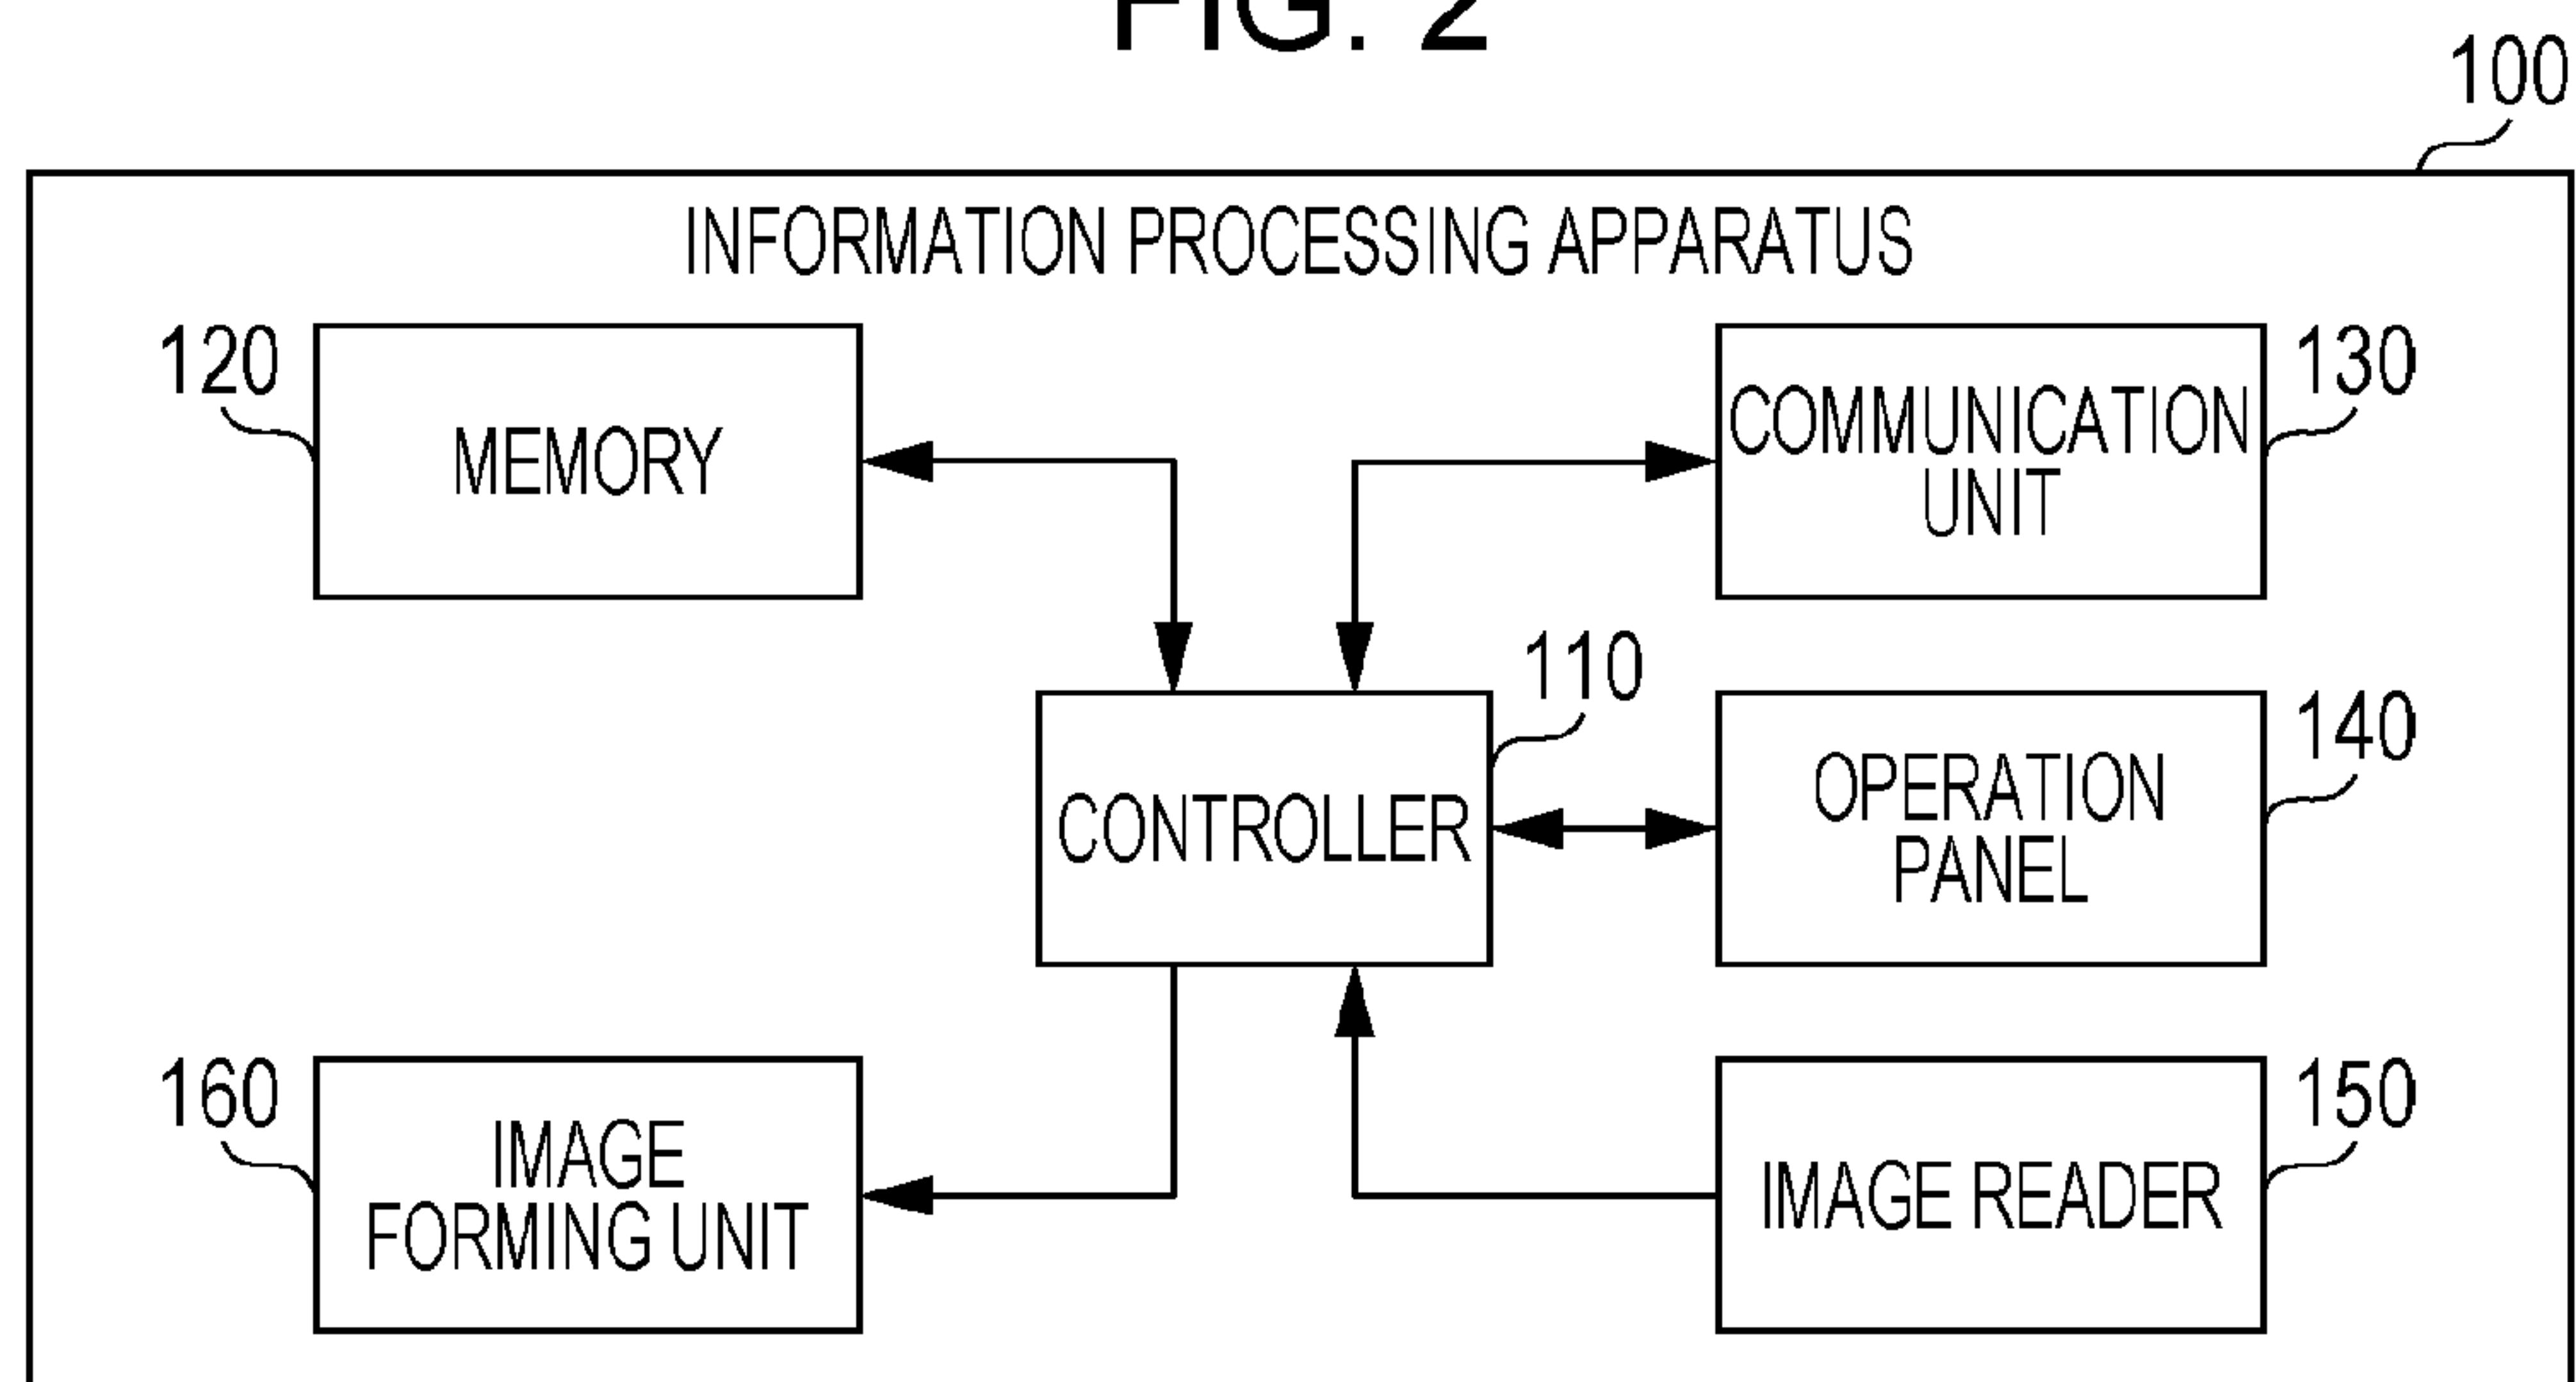 FIG. 2
100
INFORMATION PROCESSING APPARATUS
120
MEMORY
130
COMMUNICATION
UNIT
110
CONTROLLER
140
OPERATION
PANEL
160
IMAGE
FORMING UNIT
150
IMAGE READER